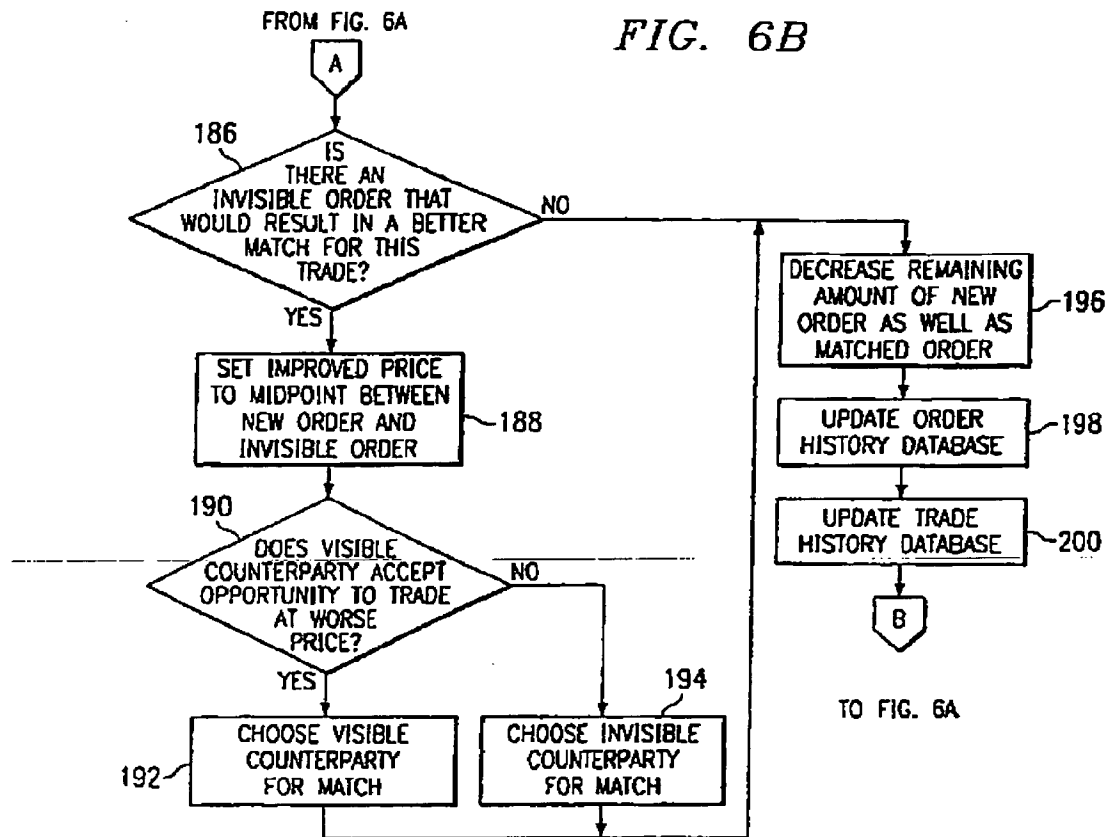 FROM FIG. 6A
FIG. 6B
A
186
IS
THERE AN
INVISIBLE ORDER THAT
WOULD RESULT IN A BETTER
MATCH FOR THIS
TRADE?
NO
YES
SET IMPROVED PRICE
TO MIDPOINT BETWEEN
NEW ORDER AND
INVISIBLE ORDER
188
190
DOES VISIBLE
COUNTERPARTY ACCEPT
OPPORTUNITY TO TRADE
AT WORSE
PRICE?
NO
YES
CHOOSE VISIBLE
COUNTERPARTY
FOR MATCH
192
194
CHOOSE INVISIBLE
COUNTERPARTY
FOR MATCH
DECREASE REMAINING
AMOUNT OF NEW
ORDER AS WELL AS
MATCHED ORDER
196
UPDATE ORDER
HISTORY DATABASE
198
UPDATE TRADE
HISTORY DATABASE
200
B
TO FIG. 6A